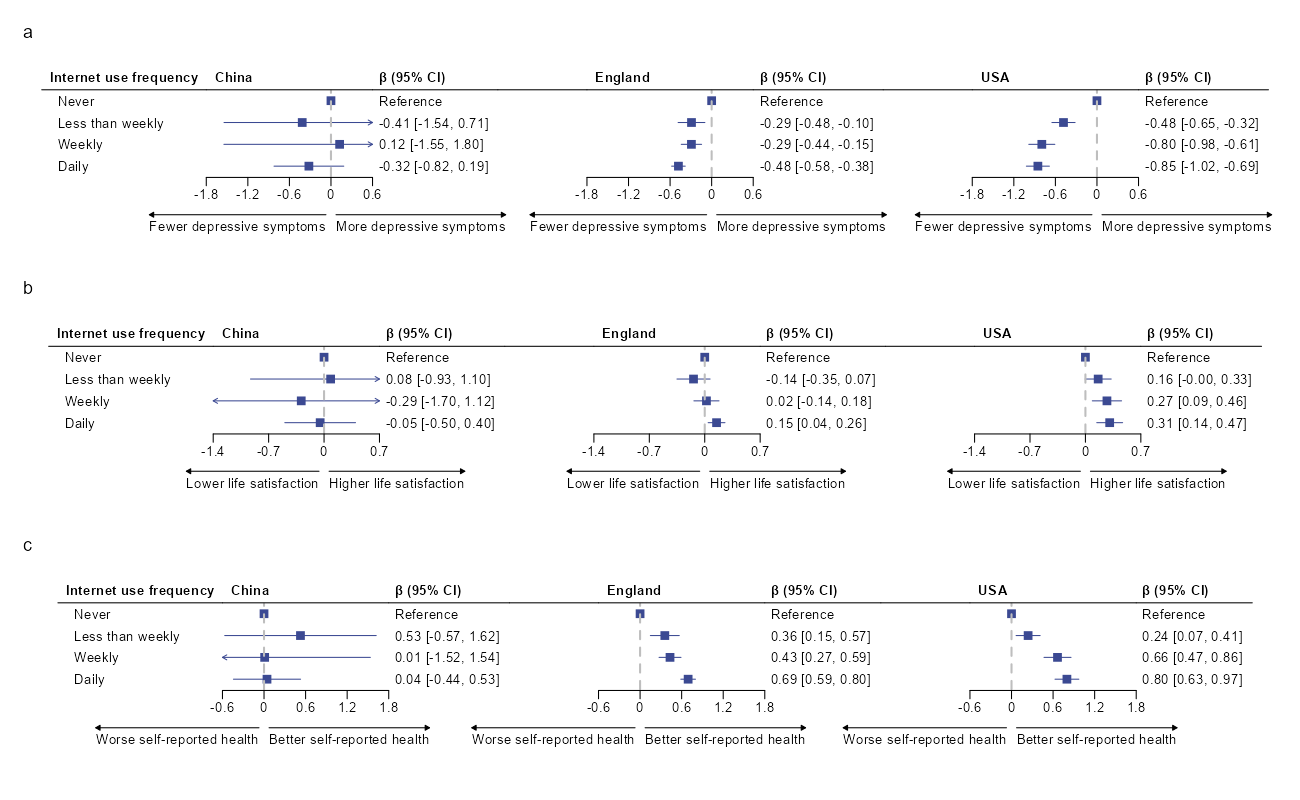 a
Internet use frequency China β (95% CI) England β (95% CI) USA β (95% CI)
Never Reference Reference Reference
Less than weekly -0.41 [-1.54, 0.71] -0.29 [-0.48, -0.10] -0.48 [-0.65, -0.32]
Weekly 0.12 [-1.55, 1.80] -0.29 [-0.44, -0.15] -0.80 [-0.98, -0.61]
Daily -0.32 [-0.82, 0.19] -0.48 [-0.58, -0.38] -0.85 [-1.02, -0.69]
-1.8 -1.2 -0.6 0 0.6 -1.8 -1.2 -0.6 0 0.6 -1.8 -1.2 -0.6 0 0.6
Fewer depressive symptoms More depressive symptoms Fewer depressive symptoms More depressive symptoms Fewer depressive symptoms More depressive symptoms
b
Internet use frequency China β (95% CI) England β (95% CI) USA β (95% CI)
Never Reference Reference Reference
Less than weekly 0.08 [-0.93, 1.10] -0.14 [-0.35, 0.07] 0.16 [-0.00, 0.33]
Weekly -0.29 [-1.70, 1.12] 0.02 [-0.14, 0.18] 0.27 [0.09, 0.46]
Daily -0.05 [-0.50, 0.40] 0.15 [0.04, 0.26] 0.31 [0.14, 0.47]
-1.4 -0.7 0 0.7 -1.4 -0.7 0 0.7 -1.4 -0.7 0 0.7
Lower life satisfaction Higher life satisfaction Lower life satisfaction Higher life satisfaction Lower life satisfaction Higher life satisfaction
c
Internet use frequency China β (95% CI) England β (95% CI) USA β (95% CI)
Never Reference Reference Reference
Less than weekly 0.53 [-0.57, 1.62] 0.36 [0.15, 0.57] 0.24 [0.07, 0.41]
Weekly 0.01 [-1.52, 1.54] 0.43 [0.27, 0.59] 0.66 [0.47, 0.86]
Daily 0.04 [-0.44, 0.53] 0.69 [0.59, 0.80] 0.80 [0.63, 0.97]
-0.6 0 0.6 1.2 1.8 -0.6 0 0.6 1.2 1.8 -0.6 0 0.6 1.2 1.8
Worse self-reported health Better self-reported health Worse self-reported health Better self-reported health Worse self-reported health Better self-reported health